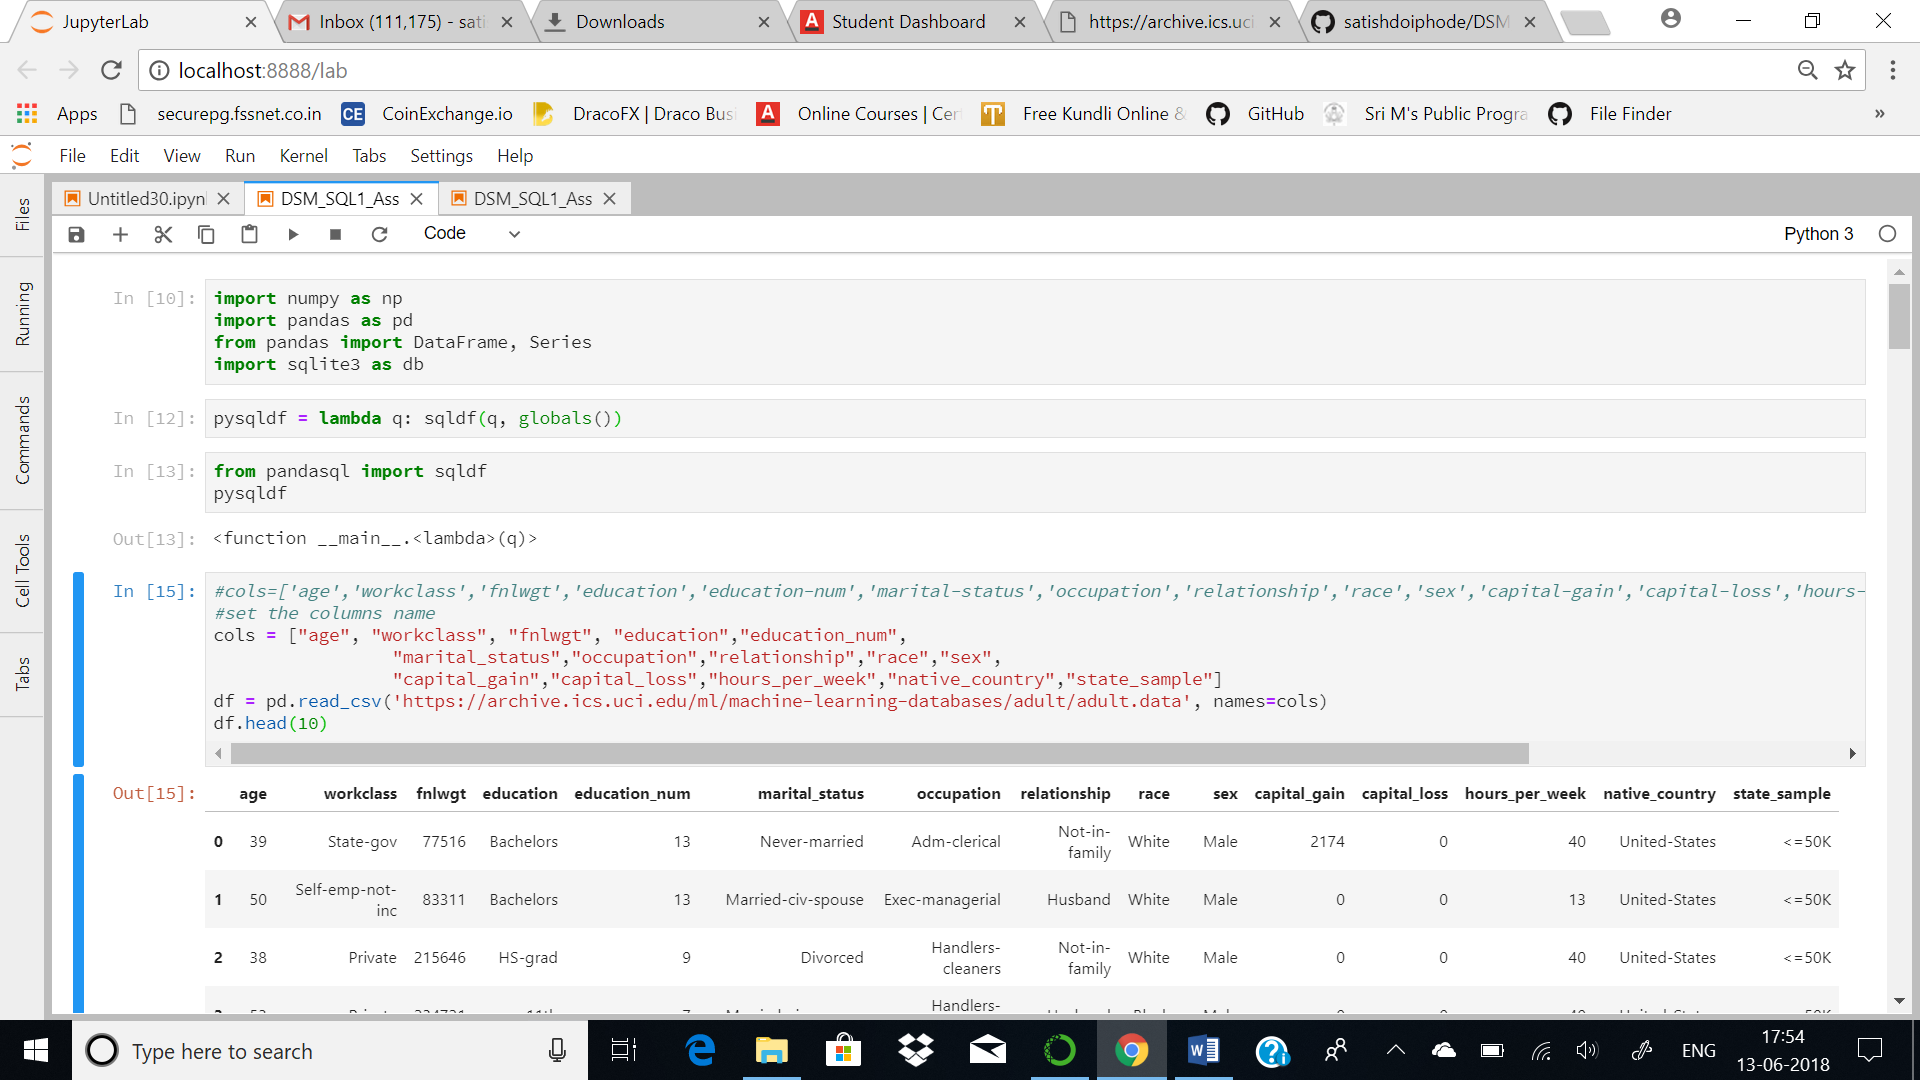 JupyterLab
Inbox (111,175) - sati
Downloads
Student Dashboard
https://archive.ics.uci
satishdoiphode/DSM
localhost:8888/lab
Apps
securepg.fssnet.co.in
CE CoinExchange.io
DracoFX | Draco Busi
A Online Courses | Cert
T Free Kundli Online &
GitHub
Sri M's Public Progra
File Finder
»
File Edit View Run Kernel Tabs Settings Help
Files
Running
Commands
Cell Tools
Tabs
Untitled30.ipynl
DSM_SQL1_Ass
DSM_SQL1_Ass
Code
Python 3
In [10]:
import numpy as np
import pandas as pd
from pandas import DataFrame, Series
import sqlite3 as db
In [12]:
pysqldf = lambda q: sqldf(q, globals())
In [13]:
from pandasql import sqldf
pysqldf
Out[13]:
<function __main__.<lambda>(q)>
In [15]:
#cols=['age','workclass','fnlwgt','education','education-num','marital-status','occupation','relationship','race','sex','capital-gain','capital-loss','hours-
#set the columns name
cols = ["age", "workclass", "fnlwgt", "education","education_num",
"marital_status","occupation","relationship","race","sex",
"capital_gain","capital_loss","hours_per_week","native_country","state_sample"]
df = pd.read_csv('https://archive.ics.uci.edu/ml/machine-learning-databases/adult/adult.data', names=cols)
df.head(10)
Out[15]:
age workclass fnlwgt education education_num marital_status occupation relationship race sex capital_gain capital_loss hours_per_week native_country state_sample
0 39 State-gov 77516 Bachelors 13 Never-married Adm-clerical Not-in-family White Male 2174 0 40 United-States <=50K
1 50 Self-emp-not-inc 83311 Bachelors 13 Married-civ-spouse Exec-managerial Husband White Male 0 0 13 United-States <=50K
2 38 Private 215646 HS-grad 9 Divorced Handlers-cleaners Not-in-family White Male 0 0 40 United-States <=50K
Handlers-
Type here to search
ENG
17:54
13-06-2018